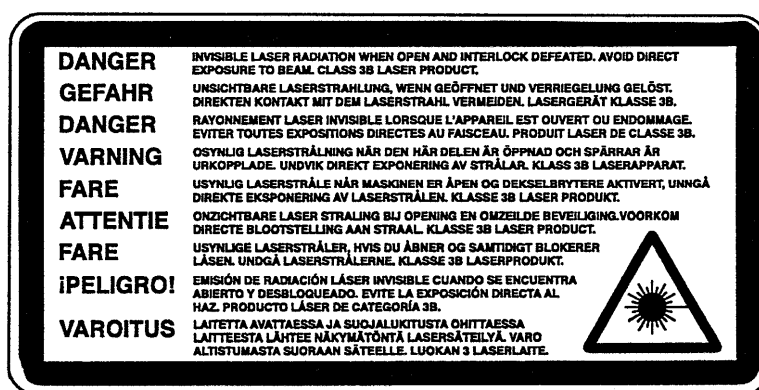 DANGER INVISIBLE LASER RADIATION WHEN OPEN AND INTERLOCK DEFEATED. AVOID DIRECT
EXPOSURE TO BEAM. CLASS 3B LASER PRODUCT.
GEFAHR UNSICHTBARE LASERSTRAHLUNG, WENN GEÖFFNET UND VERRIEGELUNG GELÖST.
DIREKTEN KONTAKT MIT DEM LASERSTRAHL VERMEIDEN. LASERGERÄT KLASSE 3B.
DANGER RAYONNEMENT LASER INVISIBLE LORSQUE L'APPAREIL EST OUVERT OU ENDOMMAGE.
EVITER TOUTES EXPOSITIONS DIRECTES AU FAISCEAU. PRODUIT LASER DE CLASSE 3B.
VARNING OSYNLIG LASERSTRÅLNING NÄR DEN HÄR DELEN ÄR ÖPPNAD OCH SPÄRRAR ÄR
URKOPPLADE. UNDVIK DIREKT EXPONERING AV STRÅLAR. KLASS 3B LASERAPPARAT.
FARE USYNLIG LASERSTRÅLE NÅR MASKINEN ER ÅPEN OG DEKSELBRYTERE AKTIVERT, UNNGÅ
DIREKTE EKSPONERING AV LASERSTRÅLEN. KLASSE 3B LASER PRODUKT.
ATTENTIE ONZICHTBARE LASER STRALING BIJ OPENING EN OMZEILDE BEVEILIGING.VOORKOM
DIRECTE BLOOTSTELLING AAN STRAAL. KLASSE 3B LASER PRODUCT.
FARE USYNLIGE LASERSTRÅLER, HVIS DU ÅBNER OG SAMTIDIGT BLOKERER
LÅSEN. UNDGÅ LASERSTRÅLERNE. KLASSE 3B LASERPRODUKT.
¡PELIGRO! EMISIÓN DE RADIACIÓN LÁSER INVISIBLE CUANDO SE ENCUENTRA
ABIERTO Y DESBLOQUEADO. EVITE LA EXPOSICIÓN DIRECTA AL
HAZ. PRODUCTO LÁSER DE CATEGORÍA 3B.
VAROITUS LAITETTA AVATTAESSA JA SUOJALUKITUSTA OHITTAESSA
LAITTEESTA LÄHTEE NÄKYMÄTÖNTÄ LASERSÄTEILYÄ. VARO
ALTISTUMASTA SUORAAN SÄTEELLE. LUOKAN 3 LASERLAITE.